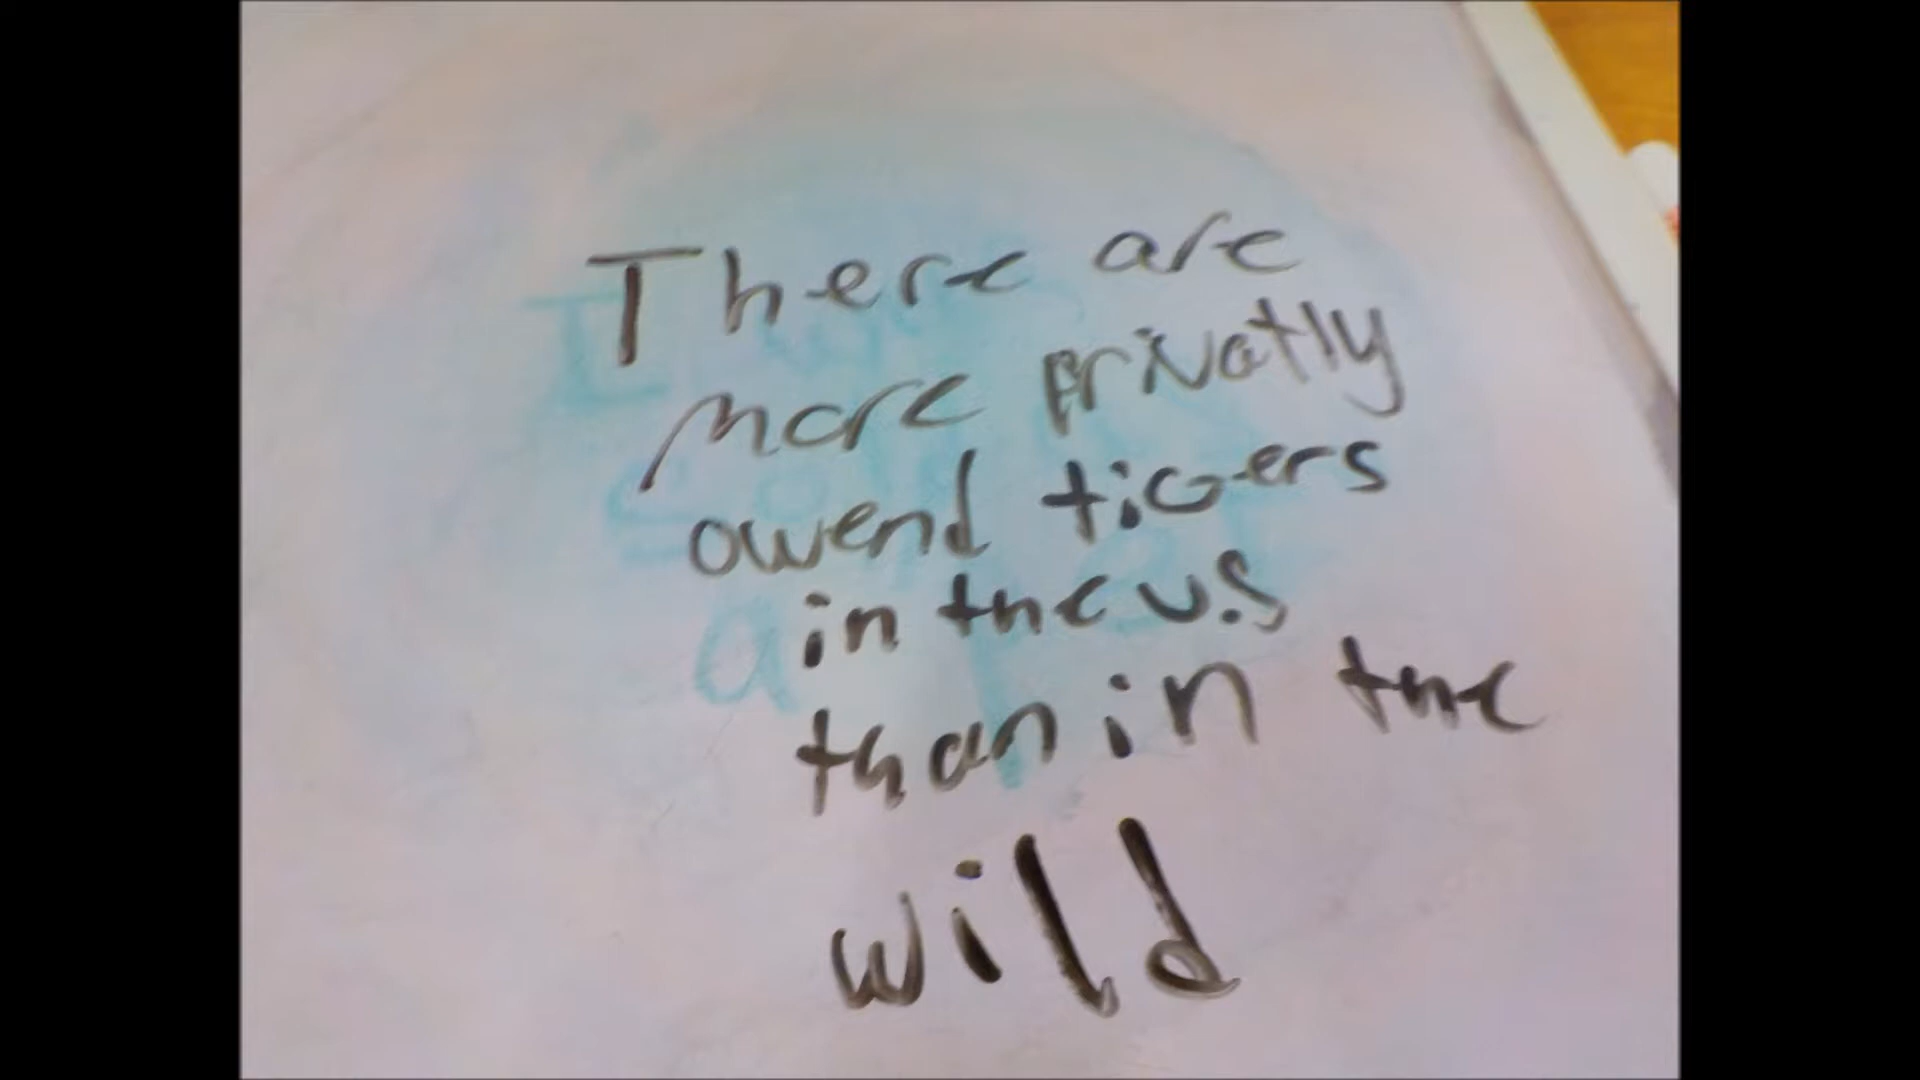 There are
more privatly
owend tigers
in the U.S
than in the
wild